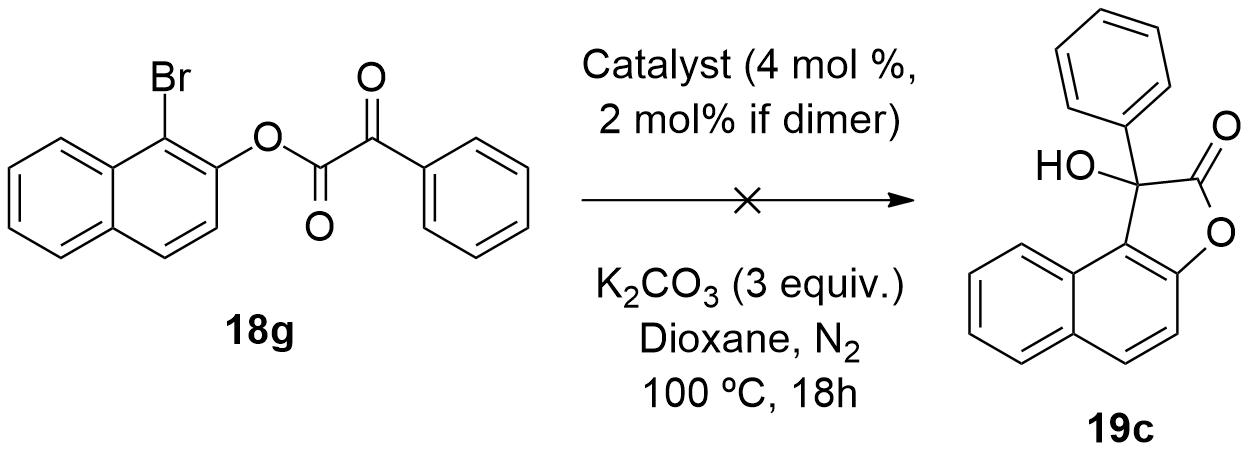 Br
O
O
O
18g
Catalyst (4 mol %,
2 mol% if dimer)
K₂CO₃ (3 equiv.)
Dioxane, N₂
100 ºC, 18h
HO
O
O
19c